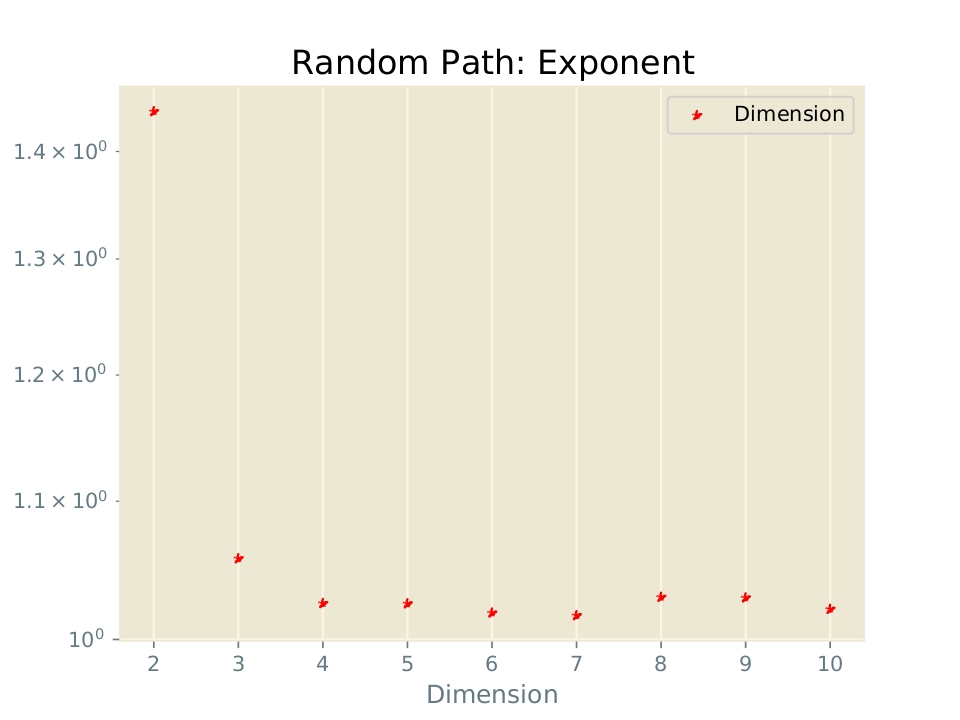 Random Path: Exponent
Dimension
1.4 × 10⁰
1.3 × 10⁰
1.2 × 10⁰
1.1 × 10⁰
10⁰
2 3 4 5 6 7 8 9 10
Dimension